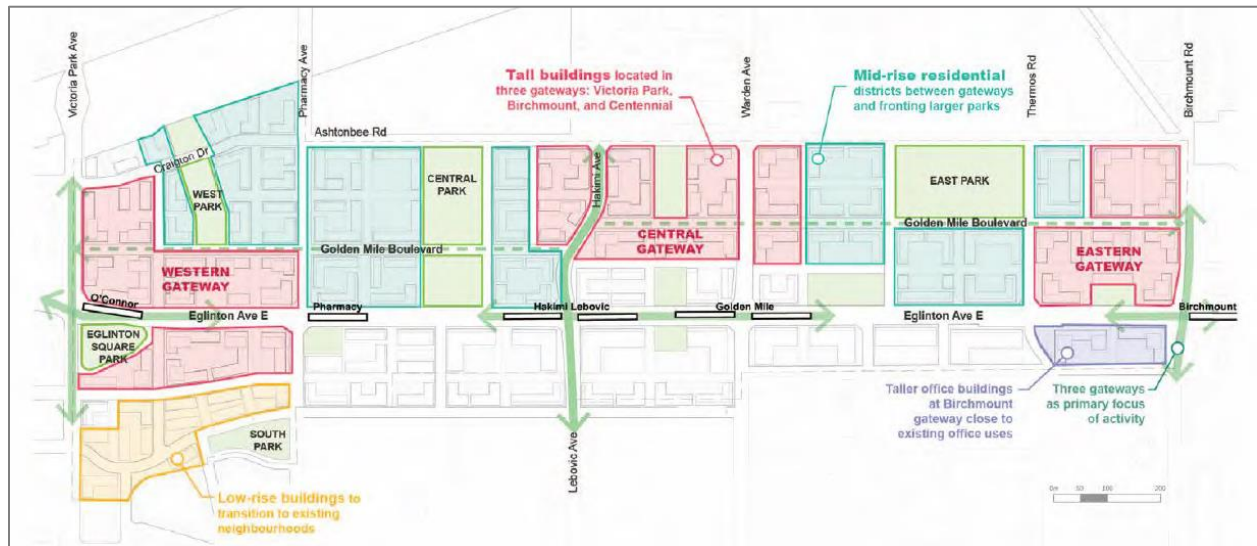 Victoria Park Ave
Pharmacy Ave
Ashtonbee Rd
Tall buildings located in
three gateways: Victoria Park,
Birchmount, and Centennial
Warden Ave
Mid-rise residential
districts between gateways
and fronting larger parks
Thermos Rd
Birchmount Rd
Craigton Dr
WEST
PARK
CENTRAL
PARK
Hakimi Ave
EAST PARK
Golden Mile Boulevard
Golden Mile Boulevard
CENTRAL
GATEWAY
WESTERN
GATEWAY
EASTERN
GATEWAY
O'Connor
Eglinton Ave E
Pharmacy
Hakimi Lebovic
Golden Mile
Eglinton Ave E
Birchmount
EGLINTON
SQUARE
PARK
SOUTH
PARK
Lebovic Ave
Taller office buildings
at Birchmount
gateway close to
existing office uses
Three gateways
as primary focus
of activity
Low-rise buildings to
transition to existing
neighbourhoods
0m 50 100 200